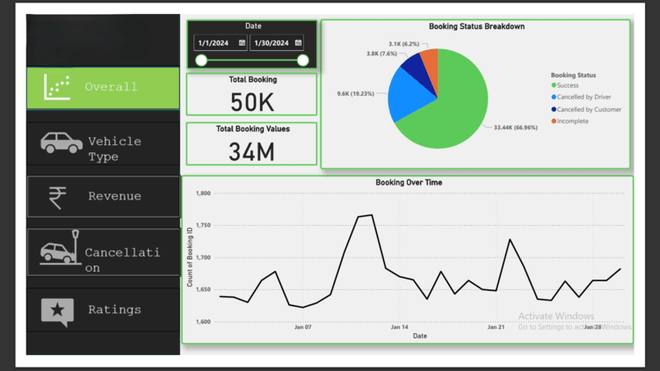 Overall
Vehicle
Type
Revenue
Cancellati
on
Ratings
Date
1/1/2024
1/30/2024
Total Booking
50K
Total Booking Values
34M
Booking Status Breakdown
3.1K (6.2%)
3.8K (7.6%)
9.6K (19.23%)
33.44K (66.96%)
Booking Status
Success
Cancelled by Driver
Cancelled by Customer
Incomplete
Booking Over Time
Count of Booking ID
1,800
1,750
1,700
1,650
1,600
Jan 07
Jan 14
Jan 21
Jan 28
Date
Activate Windows
Go to Settings to activate Windows.